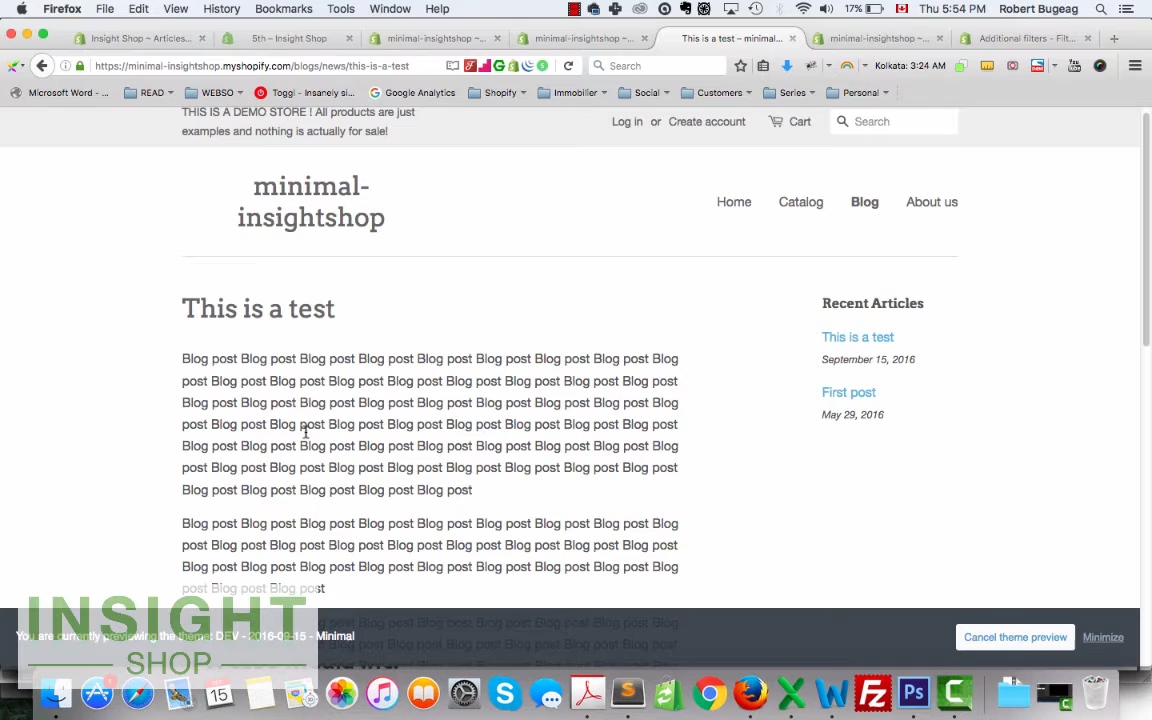 Firefox File Edit View History Bookmarks Tools Window Help 17% Thu 5:54 PM Robert Bugeag
Insight Shop ~ Articles... 5th – Insight Shop minimal-insightshop ~... minimal-insightshop ~... This is a test – minimal... minimal-insightshop ~... Additional filters - Filt...
https://minimal-insightshop.myshopify.com/blogs/news/this-is-a-test Search Kolkata: 3:24 AM
Microsoft Word - ... READ WEBSO Toggl - Insanely si... Google Analytics Shopify Immobilier Social Customers Series Personal
THIS IS A DEMO STORE ! All products are just
examples and nothing is actually for sale!
Log in or Create account Cart Search
minimal-
insightshop
Home Catalog Blog About us
This is a test
Blog post Blog post Blog post Blog post Blog post Blog post Blog post Blog post Blog
post Blog post Blog post Blog post Blog post Blog post Blog post Blog post Blog post
Blog post Blog post Blog post Blog post Blog post Blog post Blog post Blog post Blog
post Blog post Blog post Blog post Blog post Blog post Blog post Blog post Blog post
Blog post Blog post Blog post Blog post Blog post Blog post Blog post Blog post Blog
post Blog post Blog post Blog post Blog post Blog post Blog post Blog post Blog post
Blog post Blog post Blog post Blog post Blog post
Blog post Blog post Blog post Blog post Blog post Blog post Blog post Blog post Blog
post Blog post Blog post Blog post Blog post Blog post Blog post Blog post Blog post
Blog post Blog post Blog post Blog post Blog post Blog post Blog post Blog post Blog
post Blog post Blog post
Recent Articles
This is a test
September 15, 2016
First post
May 29, 2016
You are currently previewing the theme: DEV - 2016-09-15 - Minimal
Cancel theme preview Minimize
INSIGHT
SHOP
15